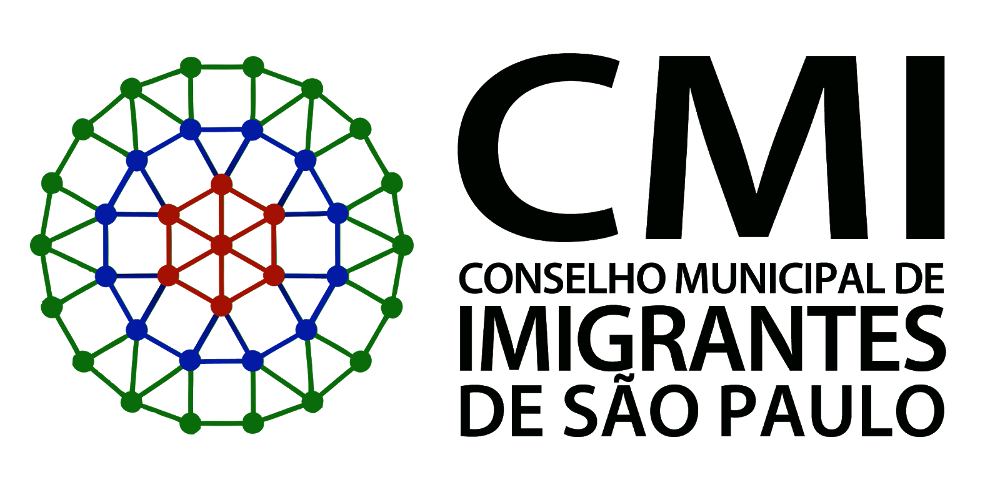 CMI
CONSELHO MUNICIPAL DE
IMIGRANTES
DE SÃO PAULO